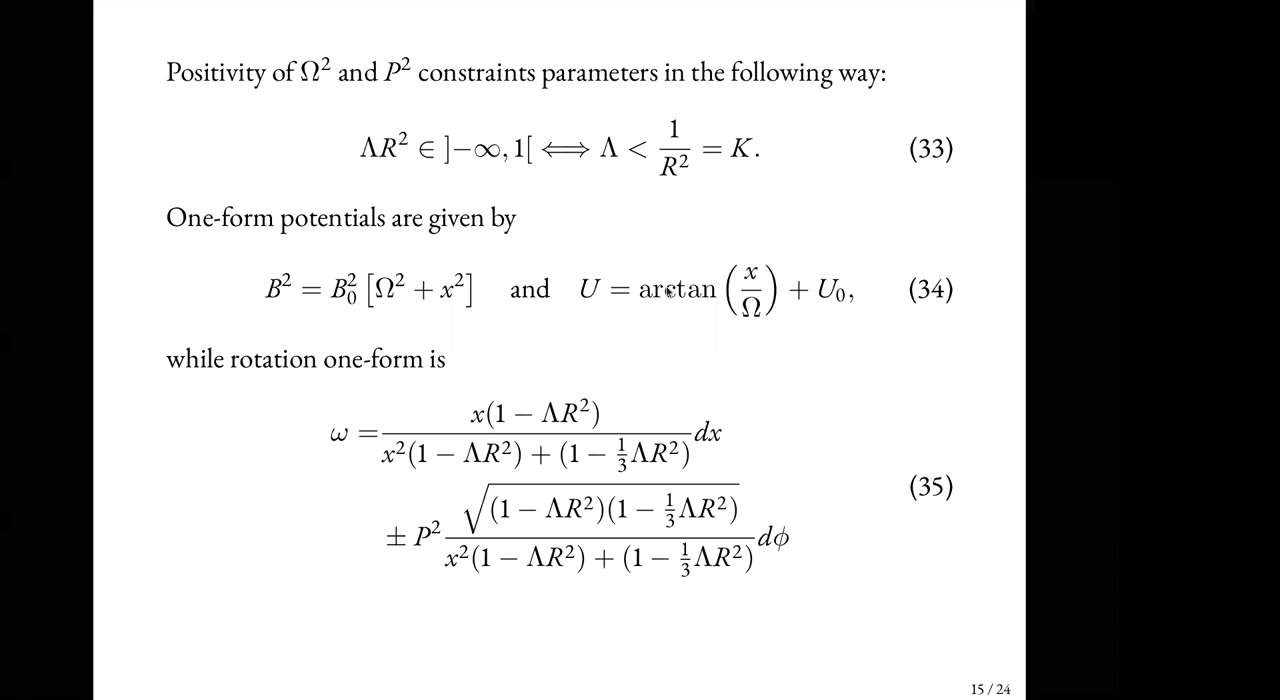 Positivity of Ω² and P² constraints parameters in the following way:
ΛR² ∈ ]−∞, 1[ ⟺ Λ < 1/R² = K. (33)
One-form potentials are given by
B² = B₀² [Ω² + x²] and U = arctan (x/Ω) + U₀, (34)
while rotation one-form is
ω = x(1 − ΛR²) / (x²(1 − ΛR²) + (1 − ⅓ΛR²)) dx
± P² √((1 − ΛR²)(1 − ⅓ΛR²)) / (x²(1 − ΛR²) + (1 − ⅓ΛR²)) dϕ (35)
15 / 24